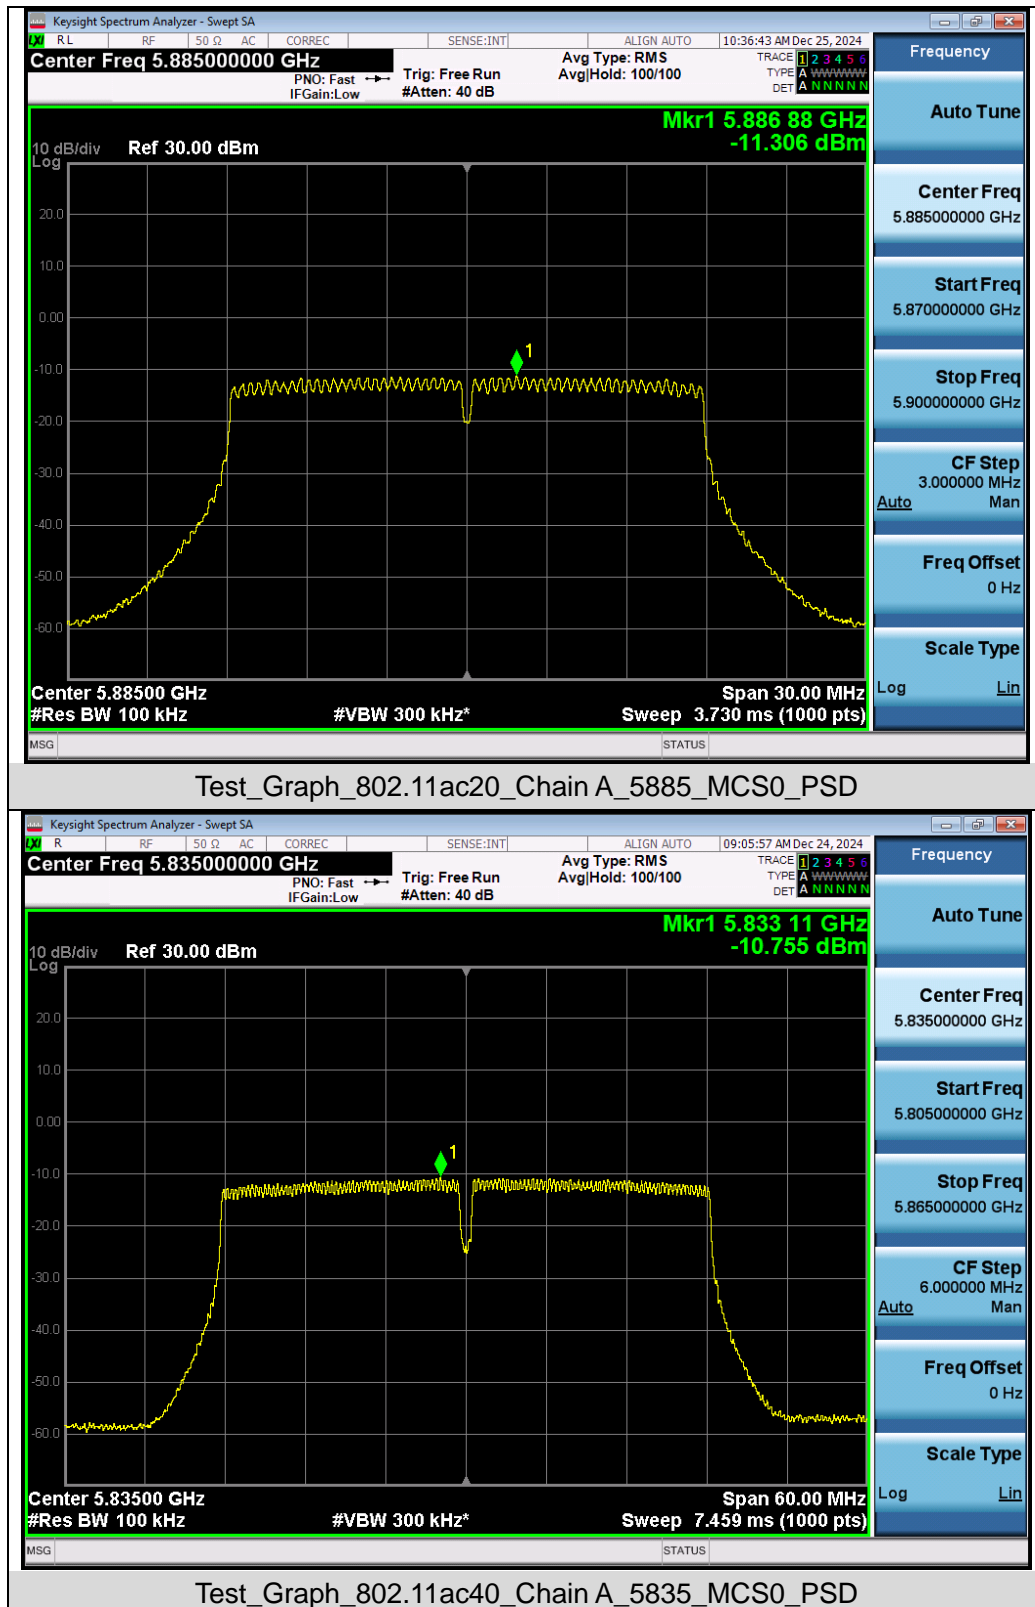 Keysight Spectrum Analyzer - Swept SA
LXI RL RF 50 Ω AC CORREC SENSE:INT ALIGN AUTO 10:36:43 AM Dec 25, 2024
Center Freq 5.885000000 GHz
PNO: Fast
IFGain:Low
Trig: Free Run
#Atten: 40 dB
Avg Type: RMS
Avg|Hold: 100/100
TRACE 1 2 3 4 5 6
TYPE A WWWWW
DET A N N N N N
Frequency
Auto Tune
Center Freq
5.885000000 GHz
Start Freq
5.870000000 GHz
Stop Freq
5.900000000 GHz
CF Step
3.000000 MHz
Auto Man
Freq Offset
0 Hz
Scale Type
Log Lin
Mkr1 5.886 88 GHz
-11.306 dBm
10 dB/div Ref 30.00 dBm
Log
20.0
10.0
0.00
-10.0
-20.0
-30.0
-40.0
-50.0
-60.0
1
Center 5.88500 GHz Span 30.00 MHz
#Res BW 100 kHz #VBW 300 kHz* Sweep 3.730 ms (1000 pts)
MSG STATUS
Test_Graph_802.11ac20_Chain A_5885_MCS0_PSD
Keysight Spectrum Analyzer - Swept SA
LXI R RF 50 Ω AC CORREC SENSE:INT ALIGN AUTO 09:05:57 AM Dec 24, 2024
Center Freq 5.835000000 GHz
PNO: Fast
IFGain:Low
Trig: Free Run
#Atten: 40 dB
Avg Type: RMS
Avg|Hold: 100/100
TRACE 1 2 3 4 5 6
TYPE A WWWWW
DET A N N N N N
Frequency
Auto Tune
Center Freq
5.835000000 GHz
Start Freq
5.805000000 GHz
Stop Freq
5.865000000 GHz
CF Step
6.000000 MHz
Auto Man
Freq Offset
0 Hz
Scale Type
Log Lin
Mkr1 5.833 11 GHz
-10.755 dBm
10 dB/div Ref 30.00 dBm
Log
20.0
10.0
0.00
-10.0
-20.0
-30.0
-40.0
-50.0
-60.0
1
Center 5.83500 GHz Span 60.00 MHz
#Res BW 100 kHz #VBW 300 kHz* Sweep 7.459 ms (1000 pts)
MSG STATUS
Test_Graph_802.11ac40_Chain A_5835_MCS0_PSD